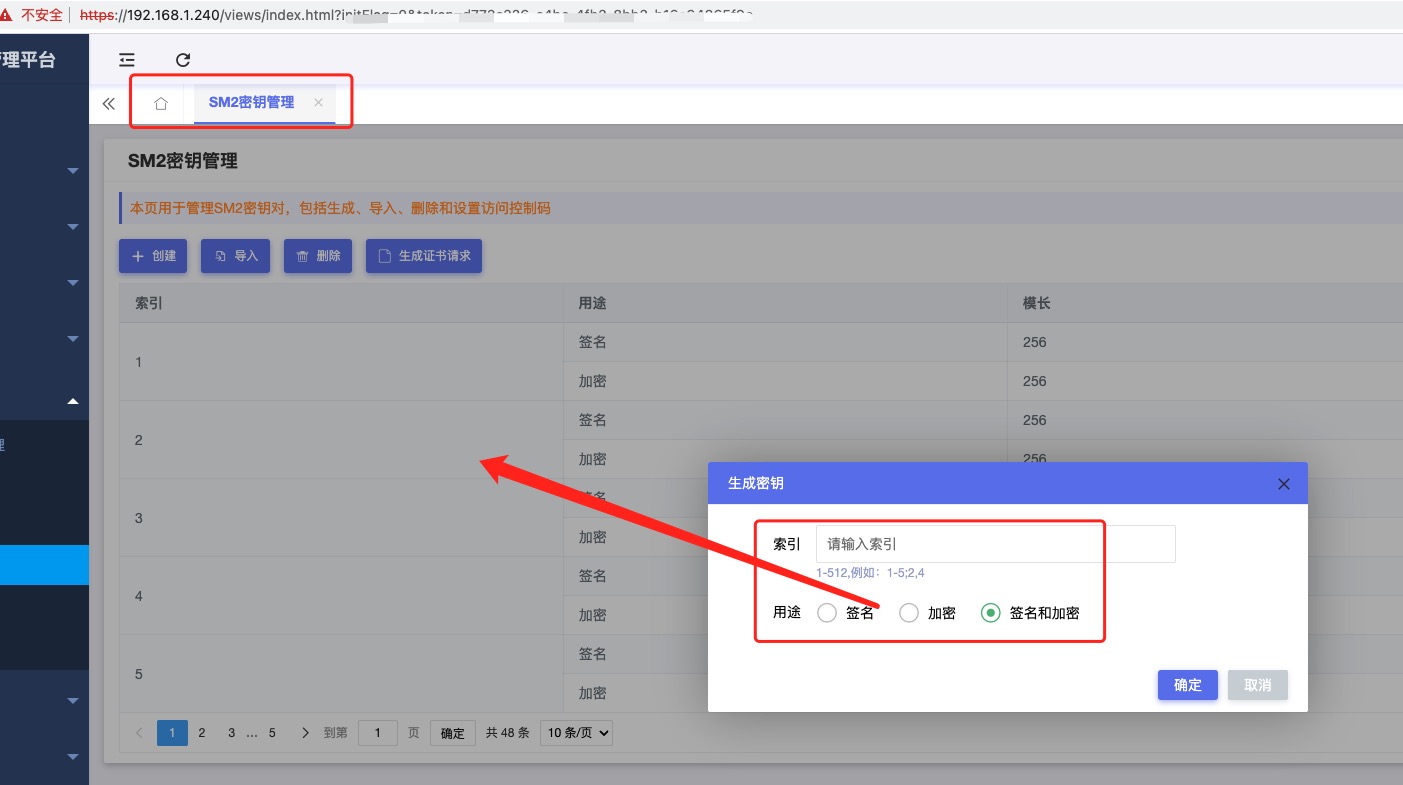 不安全 https://192.168.1.240/views/index.html?initFlag=0&token=
管理平台
SM2密钥管理
SM2密钥管理
本页用于管理SM2密钥对，包括生成、导入、删除和设置访问控制码
创建 导入 删除 生成证书请求
索引 用途 模长
1 签名 256
加密 256
2 签名 256
加密 256
3 签名
加密
4 签名
加密
5 签名
加密
理
生成密钥
索引 请输入索引
1-512,例如：1-5;2,4
用途 签名 加密 签名和加密
确定 取消
1 2 3 … 5 到第 1 页 确定 共 48 条 10 条/页